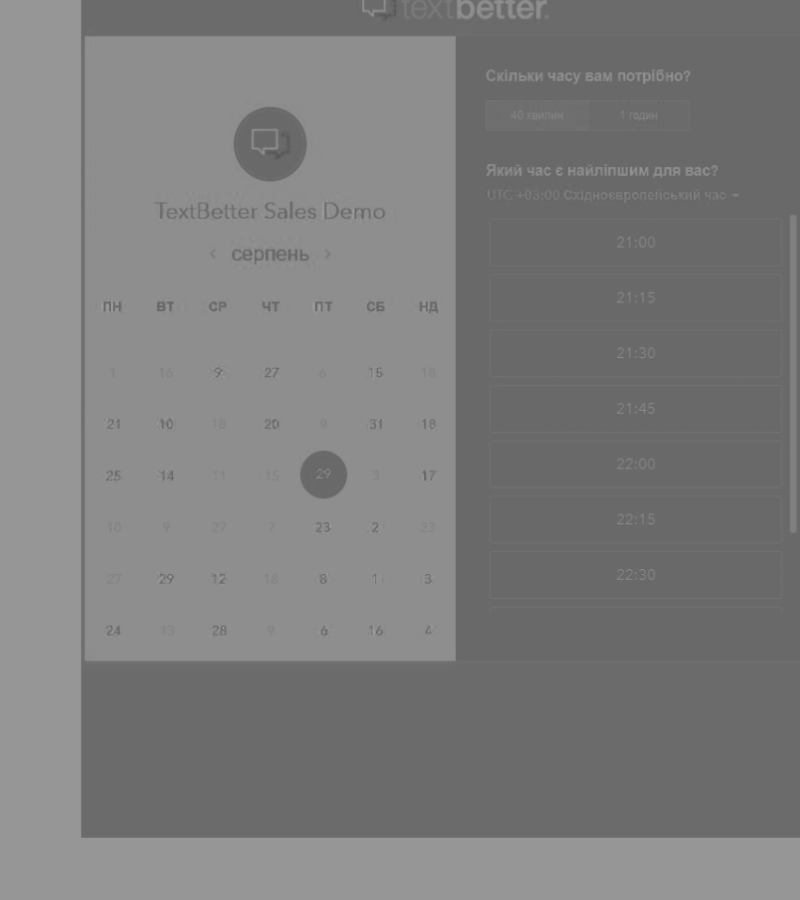 textbetter.
TextBetter Sales Demo
‹ серпень ›
ПН ВТ СР ЧТ ПТ СБ НД
1 16 9 27 6 15 18
21 10 18 20 9 31 18
25 14 11 15 29 3 17
10 9 27 7 23 2 23
27 29 12 18 8 1 3
24 13 28 9 6 16 4
Скільки часу вам потрібно?
40 хвилин 1 годин
Який час є найліпшим для вас?
UTC +03:00 Східноєвропейський час
21:00
21:15
21:30
21:45
22:00
22:15
22:30